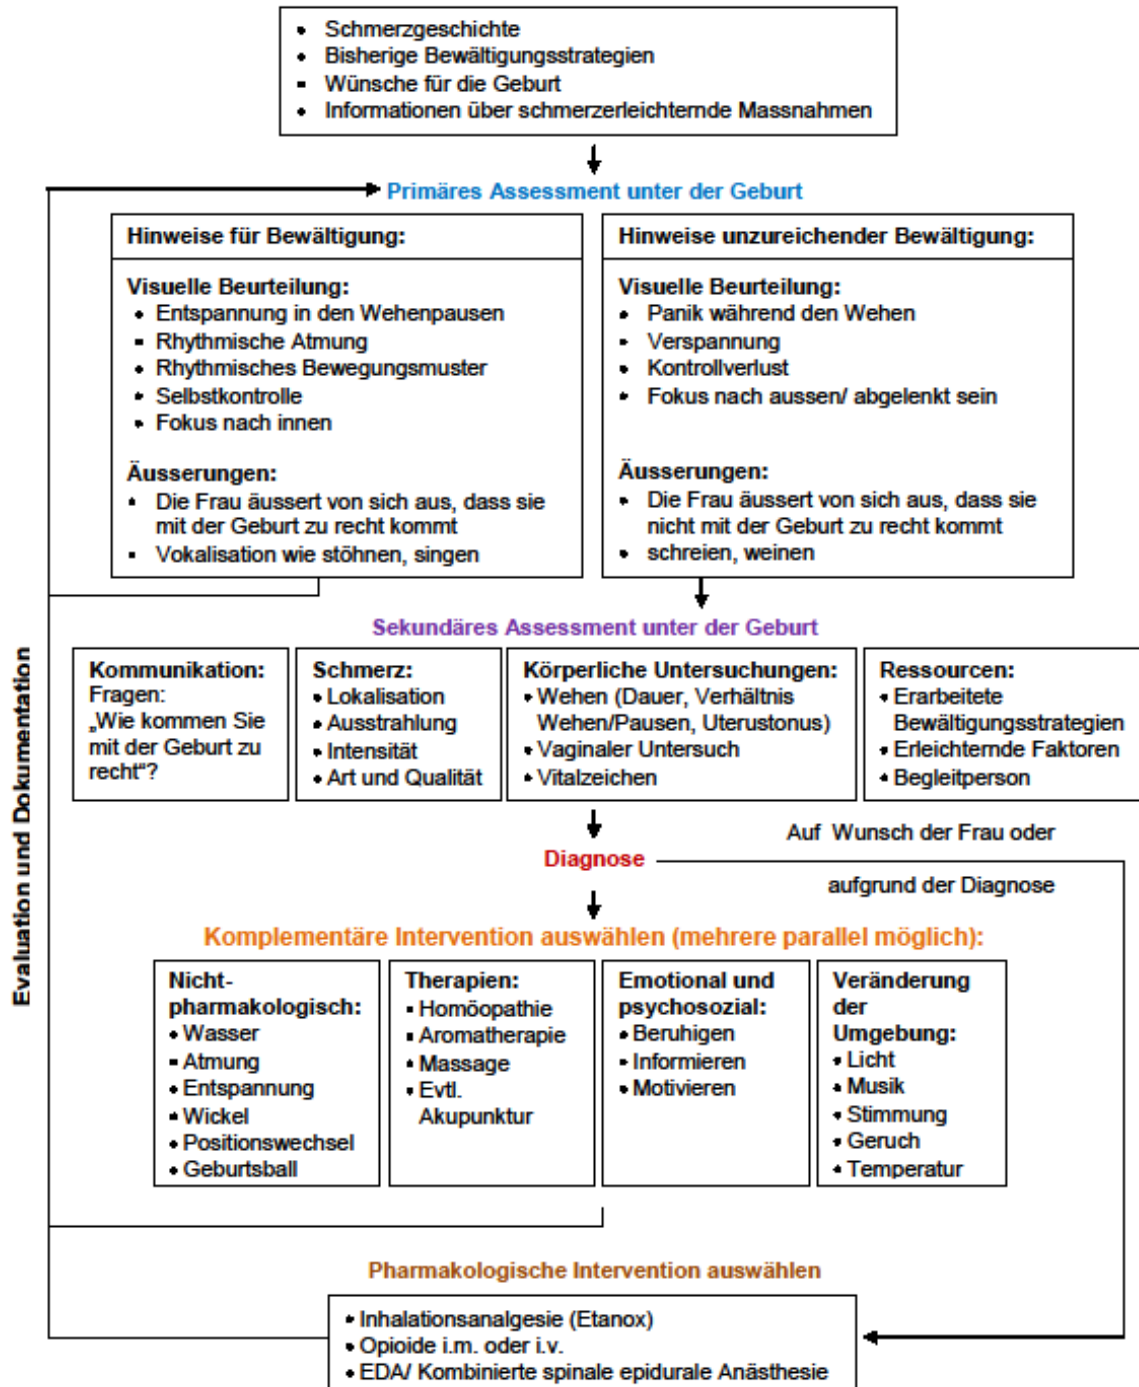 Schmerzgeschichte
Bisherige Bewältigungsstrategien
Wünsche für die Geburt
Informationen über schmerzerleichternde Massnahmen
Primäres Assessment unter der Geburt
Hinweise für Bewältigung:
Visuelle Beurteilung:
Entspannung in den Wehenpausen
Rhythmische Atmung
Rhythmisches Bewegungsmuster
Selbstkontrolle
Fokus nach innen
Äusserungen:
Die Frau äussert von sich aus, dass sie
mit der Geburt zu recht kommt
Vokalisation wie stöhnen, singen
Hinweise unzureichender Bewältigung:
Visuelle Beurteilung:
Panik während den Wehen
Verspannung
Kontrollverlust
Fokus nach aussen/ abgelenkt sein
Äusserungen:
Die Frau äussert von sich aus, dass sie
nicht mit der Geburt zu recht kommt
schreien, weinen
Sekundäres Assessment unter der Geburt
Kommunikation:
Fragen:
„Wie kommen Sie
mit der Geburt zu
recht“?
Schmerz:
Lokalisation
Ausstrahlung
Intensität
Art und Qualität
Körperliche Untersuchungen:
Wehen (Dauer, Verhältnis
Wehen/Pausen, Uterustonus)
Vaginaler Untersuch
Vitalzeichen
Ressourcen:
Erarbeitete
Bewältigungsstrategien
Erleichternde Faktoren
Begleitperson
Auf Wunsch der Frau oder
Diagnose
aufgrund der Diagnose
Komplementäre Intervention auswählen (mehrere parallel möglich):
Nicht-
pharmakologisch:
Wasser
Atmung
Entspannung
Wickel
Positionswechsel
Geburtsball
Therapien:
Homöopathie
Aromatherapie
Massage
Evtl.
Akupunktur
Emotional und
psychosozial:
Beruhigen
Informieren
Motivieren
Veränderung
der
Umgebung:
Licht
Musik
Stimmung
Geruch
Temperatur
Pharmakologische Intervention auswählen
Inhalationsanalgesie (Etanox)
Opioide i.m. oder i.v.
EDA/ Kombinierte spinale epidurale Anästhesie
Evaluation und Dokumentation